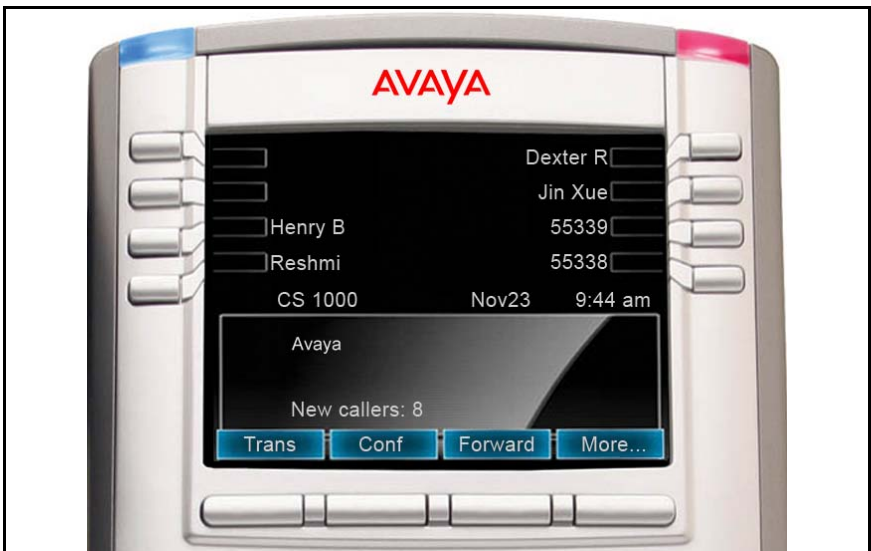 AVAYA
Dexter R
Jin Xue
Henry B 55339
Reshmi 55338
CS 1000 Nov23 9:44 am
Avaya
New callers: 8
Trans Conf Forward More...